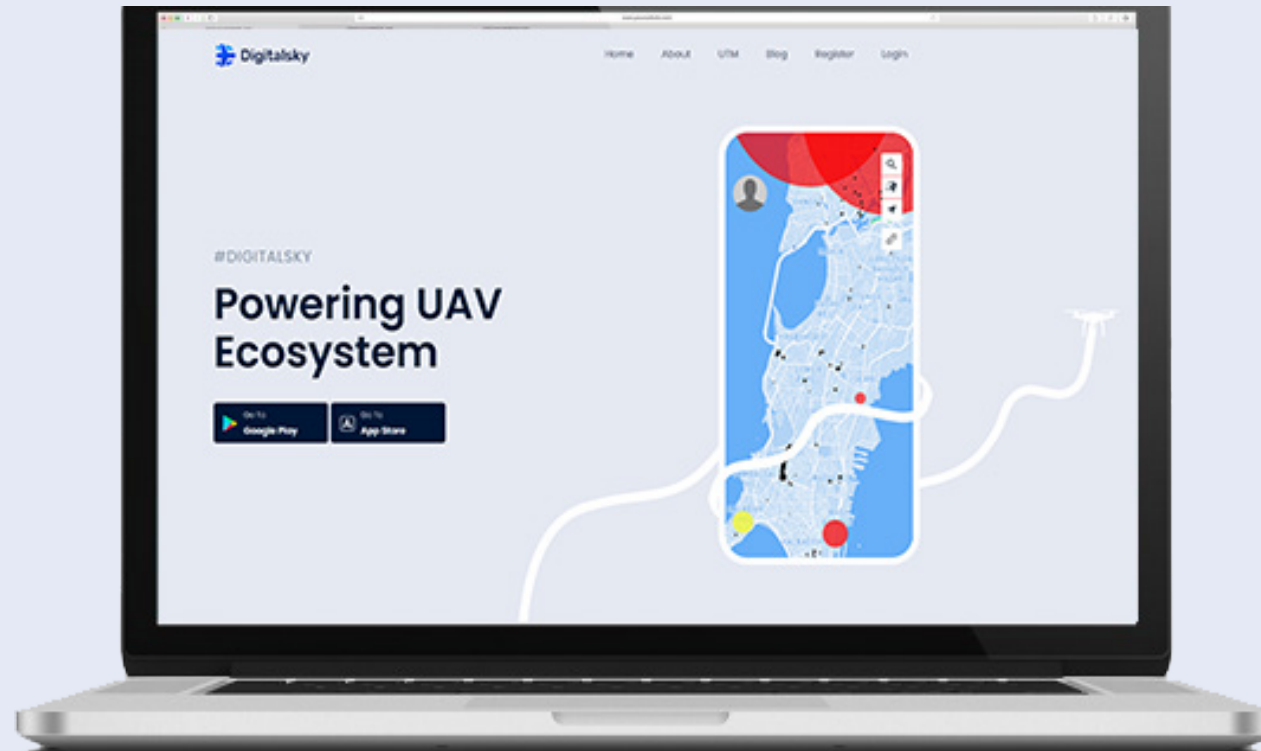 Digitalsky
Home About UTM Blog Register Login
#DIGITALSKY
Powering UAV
Ecosystem
Go To
Google Play
Go To
App Store